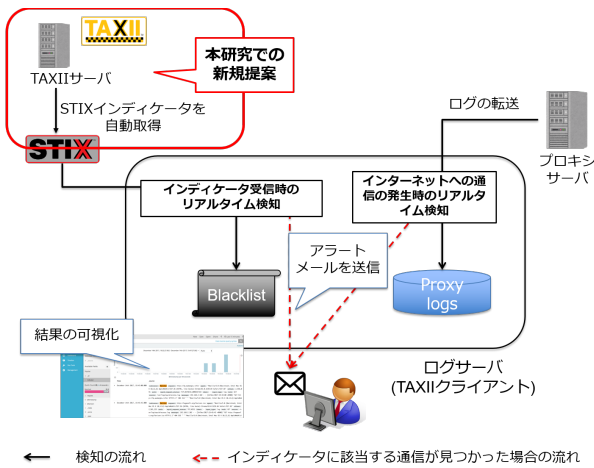 TAXII
TAXIIサーバ
本研究での
新規提案
STIXインディケータを
自動取得
STIX
ログの転送
プロキシ
サーバ
インディケータ受信時の
リアルタイム検知
インターネットへの通
信の発生時のリアルタ
イム検知
アラート
メールを送信
Blacklist
Proxy
logs
結果の可視化
ログサーバ
(TAXIIクライアント)
検知の流れ
インディケータに該当する通信が見つかった場合の流れ